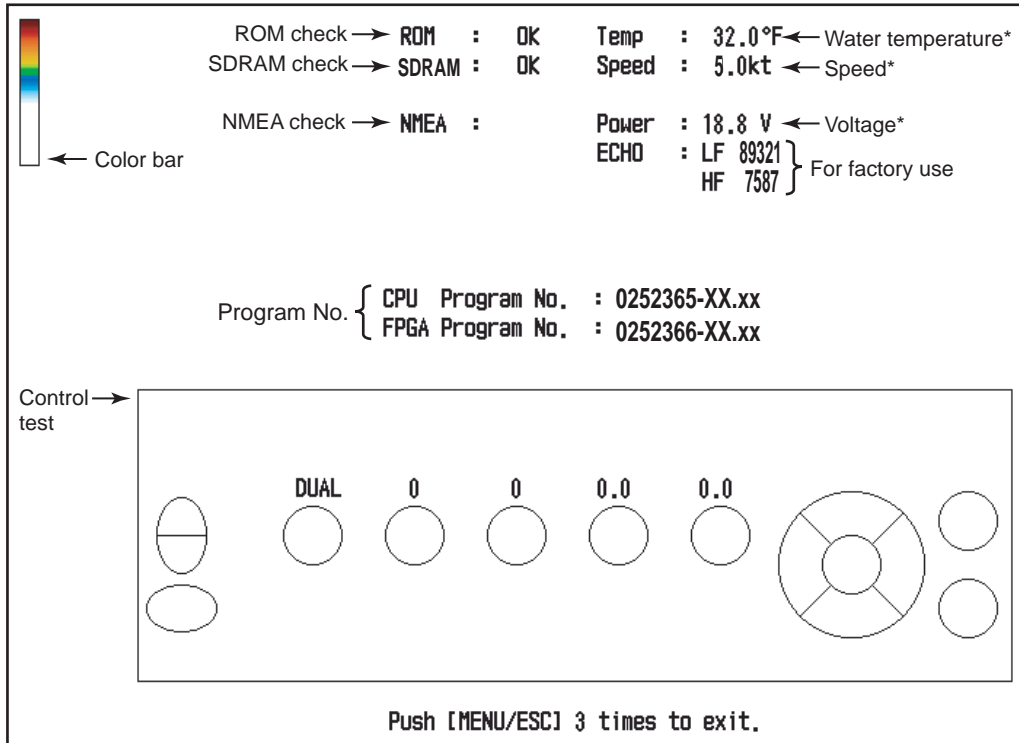 ROM check → ROM : OK Temp : 32.0°F ← Water temperature*
SDRAM check → SDRAM : OK Speed : 5.0kt ← Speed*
NMEA check → NMEA : Power : 18.8 V ← Voltage*
← Color bar
ECHO : LF 89321
HF 7587
For factory use
Program No.
CPU Program No. : 0252365-XX.xx
FPGA Program No. : 0252366-XX.xx
Control → test
DUAL 0 0 0.0 0.0
Push [MENU/ESC] 3 times to exit.